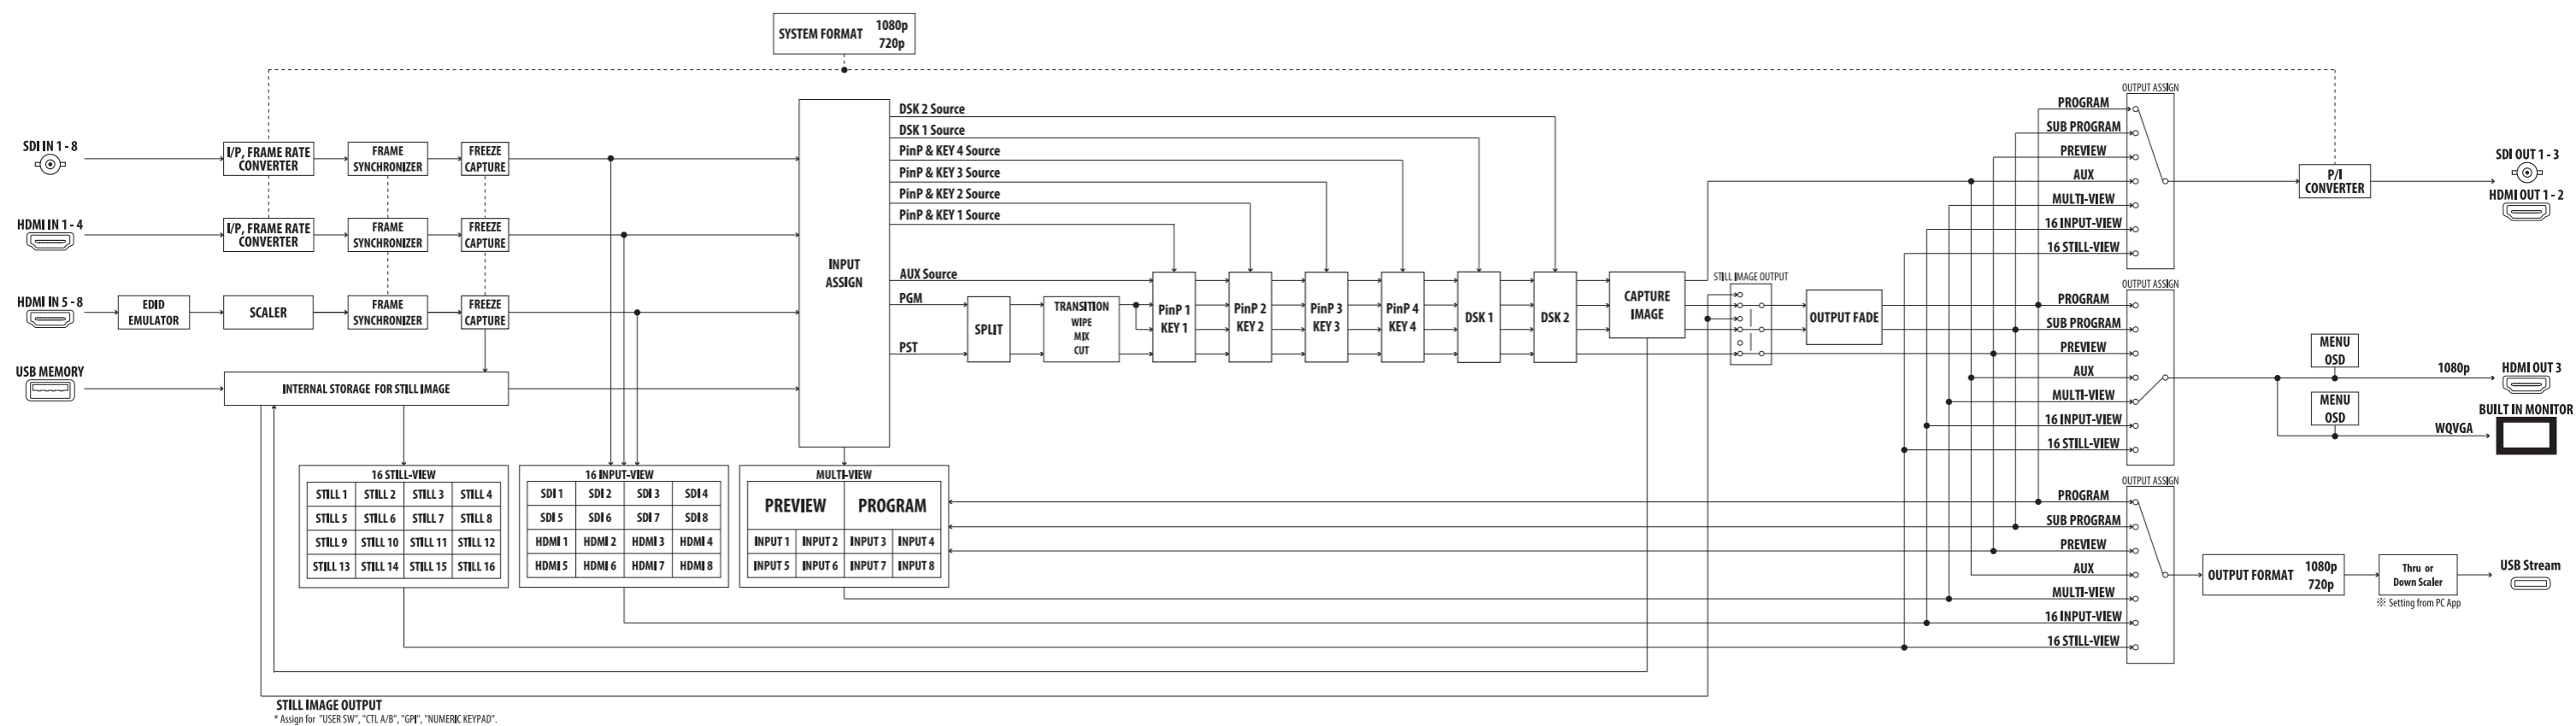 SYSTEM FORMAT 1080p
720p
SDI IN 1 - 8
I/P, FRAME RATE
CONVERTER
FRAME
SYNCHRONIZER
FREEZE
CAPTURE
HDMI IN 1 - 4
I/P, FRAME RATE
CONVERTER
FRAME
SYNCHRONIZER
FREEZE
CAPTURE
HDMI IN 5 - 8
EDID
EMULATOR
SCALER
FRAME
SYNCHRONIZER
FREEZE
CAPTURE
USB MEMORY
INTERNAL STORAGE FOR STILL IMAGE
INPUT
ASSIGN
DSK 2 Source
DSK 1 Source
PinP & KEY 4 Source
PinP & KEY 3 Source
PinP & KEY 2 Source
PinP & KEY 1 Source
AUX Source
PGM
PST
SPLIT
TRANSITION
WIPE
MIX
CUT
PinP 1
KEY 1
PinP 2
KEY 2
PinP 3
KEY 3
PinP 4
KEY 4
DSK 1
DSK 2
CAPTURE
IMAGE
STILL IMAGE OUTPUT
OUTPUT FADE
OUTPUT ASSIGN
PROGRAM
SUB PROGRAM
PREVIEW
AUX
MULTI-VIEW
16 INPUT-VIEW
16 STILL-VIEW
P/I
CONVERTER
SDI OUT 1 - 3
HDMI OUT 1 - 2
OUTPUT ASSIGN
PROGRAM
SUB PROGRAM
PREVIEW
AUX
MULTI-VIEW
16 INPUT-VIEW
16 STILL-VIEW
MENU
OSD
1080p
HDMI OUT 3
MENU
OSD
WQVGA
BUILT IN MONITOR
OUTPUT ASSIGN
PROGRAM
SUB PROGRAM
PREVIEW
AUX
MULTI-VIEW
16 INPUT-VIEW
16 STILL-VIEW
OUTPUT FORMAT 1080p
720p
Thru or
Down Scaler
※ Setting from PC App
USB Stream
16 STILL-VIEW
STILL 1 STILL 2 STILL 3 STILL 4
STILL 5 STILL 6 STILL 7 STILL 8
STILL 9 STILL 10 STILL 11 STILL 12
STILL 13 STILL 14 STILL 15 STILL 16
16 INPUT-VIEW
SDI 1 SDI 2 SDI 3 SDI 4
SDI 5 SDI 6 SDI 7 SDI 8
HDMI 1 HDMI 2 HDMI 3 HDMI 4
HDMI 5 HDMI 6 HDMI 7 HDMI 8
MULTI-VIEW
PREVIEW PROGRAM
INPUT 1 INPUT 2 INPUT 3 INPUT 4
INPUT 5 INPUT 6 INPUT 7 INPUT 8
STILL IMAGE OUTPUT
* Assign for "USER SW", "CTL A/B", "GPI", "NUMERIC KEYPAD".